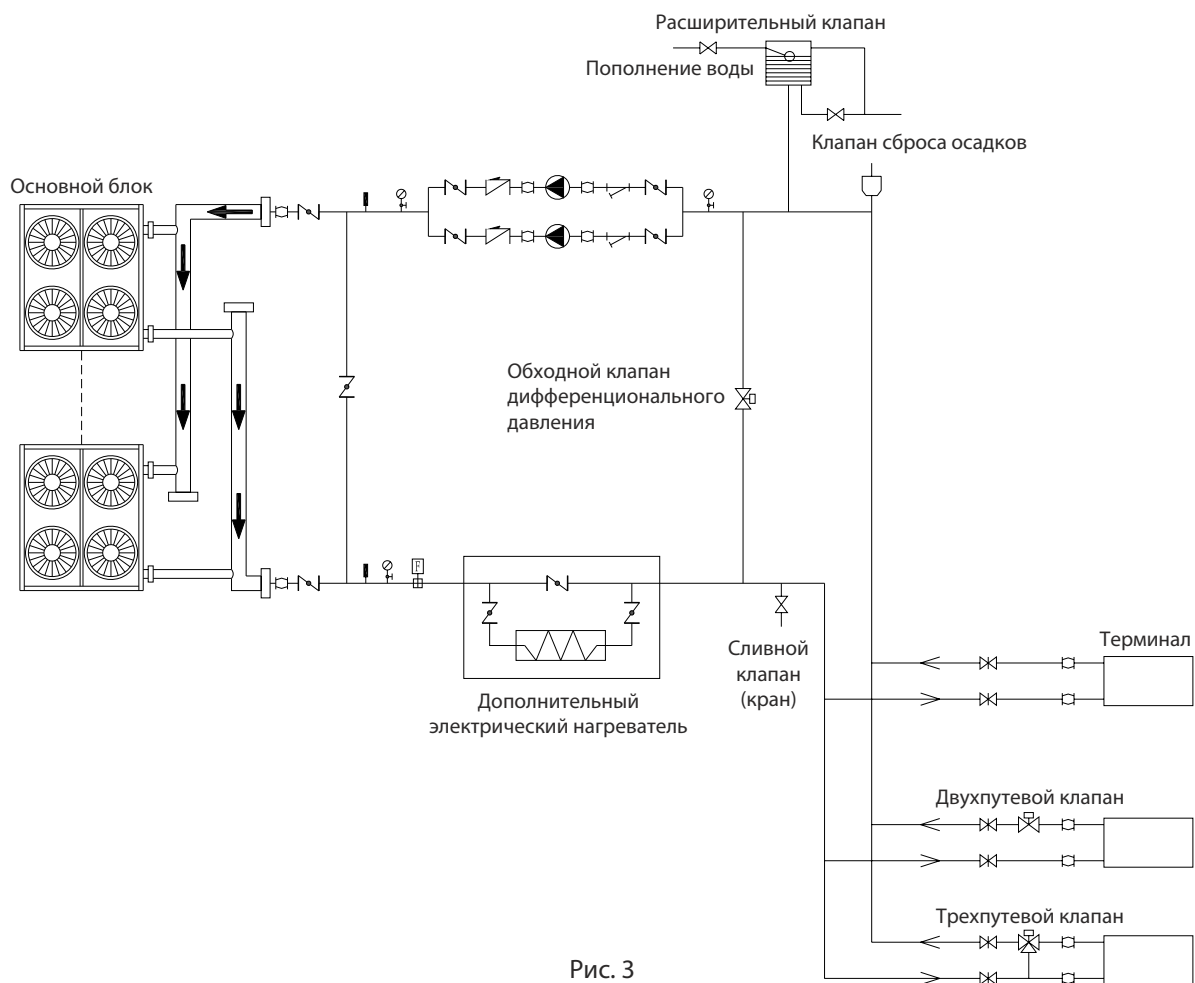 Расширительный клапан
Пополнение воды
Клапан сброса осадков
Основной блок
Обходной клапан
дифференционального
давления
F
Сливной
клапан
(кран)
Терминал
Дополнительный
электрический нагреватель
Двухпутевой клапан
Трехпутевой клапан
Рис. 3